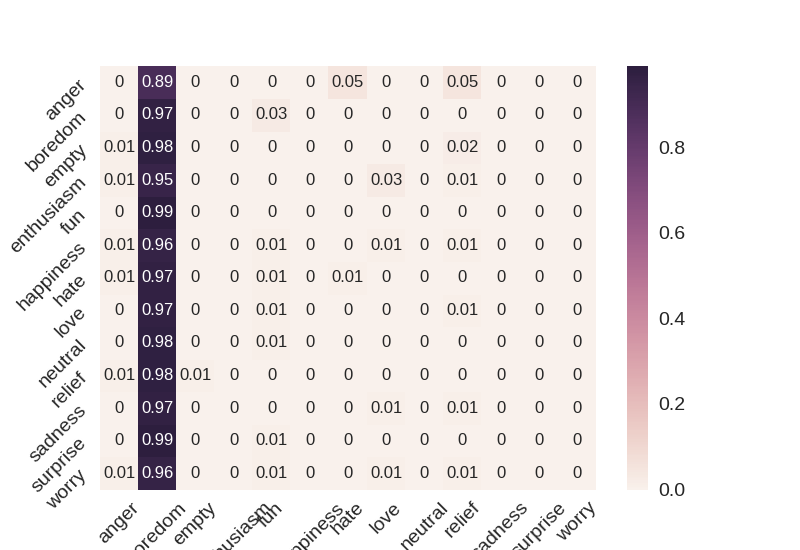 anger 0 0.89 0 0 0 0 0.05 0 0 0.05 0 0 0
boredom 0 0.97 0 0 0.03 0 0 0 0 0 0 0 0
empty 0.01 0.98 0 0 0 0 0 0 0 0.02 0 0 0
enthusiasm 0.01 0.95 0 0 0 0 0 0.03 0 0.01 0 0 0
fun 0 0.99 0 0 0 0 0 0 0 0 0 0 0
happiness 0.01 0.96 0 0 0.01 0 0 0.01 0 0.01 0 0 0
hate 0.01 0.97 0 0 0.01 0 0.01 0 0 0 0 0 0
love 0 0.97 0 0 0.01 0 0 0 0 0.01 0 0 0
neutral 0 0.98 0 0 0.01 0 0 0 0 0 0 0 0
relief 0.01 0.98 0.01 0 0 0 0 0 0 0 0 0 0
sadness 0 0.97 0 0 0 0 0 0.01 0 0.01 0 0 0
surprise 0 0.99 0 0 0.01 0 0 0 0 0 0 0 0
worry 0.01 0.96 0 0 0.01 0 0 0.01 0 0.01 0 0 0
anger oredom empty husiasm fun ppiness hate love neutral relief adness surprise worry
0.8
0.6
0.4
0.2
0.0